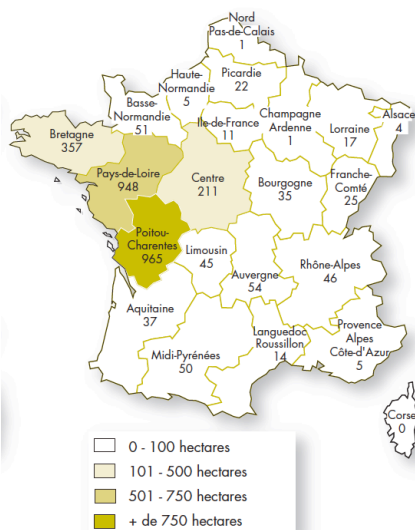 Nord
Pas-de-Calais
1
Picardie
22
Haute-
Normandie
5
Basse-
Normandie
51
Ile-de-France
11
Champagne
Ardenne
1
Lorraine
17
Alsace
4
Bretagne
357
Pays-de-Loire
948
Centre
211
Bourgogne
35
Franche-
Comté
25
Poitou-
Charentes
965
Limousin
45
Auvergne
54
Rhône-Alpes
46
Aquitaine
37
Midi-Pyrénées
50
Languedoc
Roussillon
14
Provence
Alpes
Côte-d'Azur
5
Corse
0
0 - 100 hectares
101 - 500 hectares
501 - 750 hectares
+ de 750 hectares